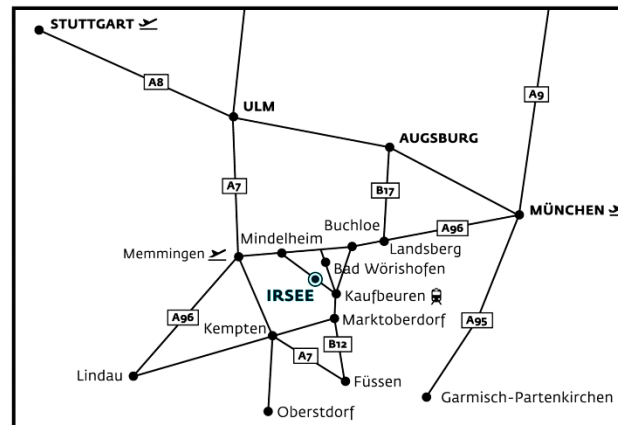 STUTTGART
A8
A9
ULM
AUGSBURG
A7
B17
MÜNCHEN
Buchloe
A96
Mindelheim
Landsberg
Memmingen
Bad Wörishofen
IRSEE
Kaufbeuren
A96
Kempten
Marktoberdorf
A95
B12
A7
Lindau
Füssen
Garmisch-Partenkirchen
Oberstdorf